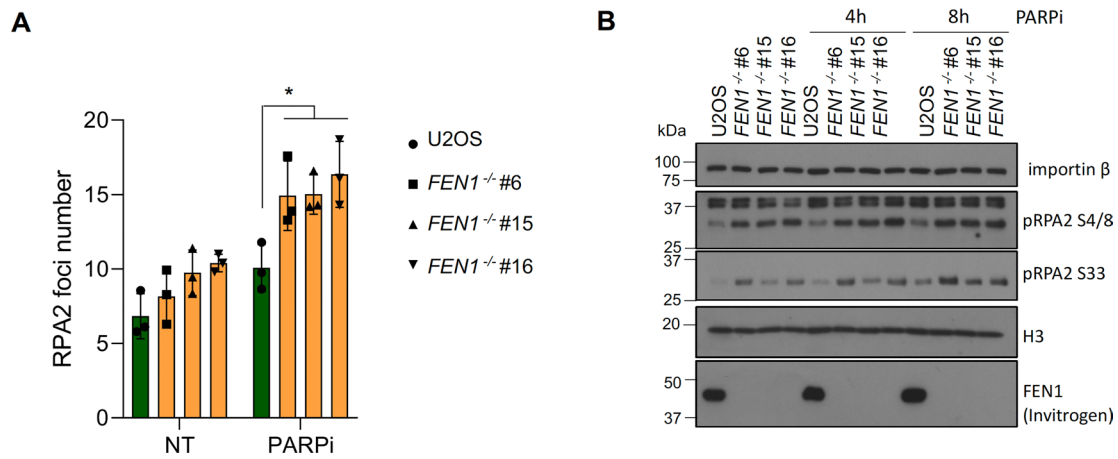 A
RPA2 foci number
20
15
10
5
0
*
NT
PARPi
U2OS
FEN1⁻/⁻#6
FEN1⁻/⁻#15
FEN1⁻/⁻#16
B
4h
8h
PARPi
U2OS
FEN1⁻/⁻#6
FEN1⁻/⁻#15
FEN1⁻/⁻#16
U2OS
FEN1⁻/⁻#6
FEN1⁻/⁻#15
FEN1⁻/⁻#16
U2OS
FEN1⁻/⁻#6
FEN1⁻/⁻#15
FEN1⁻/⁻#16
kDa
100
75
importin β
37
25
pRPA2 S4/8
37
25
pRPA2 S33
20
H3
50
37
FEN1
(Invitrogen)